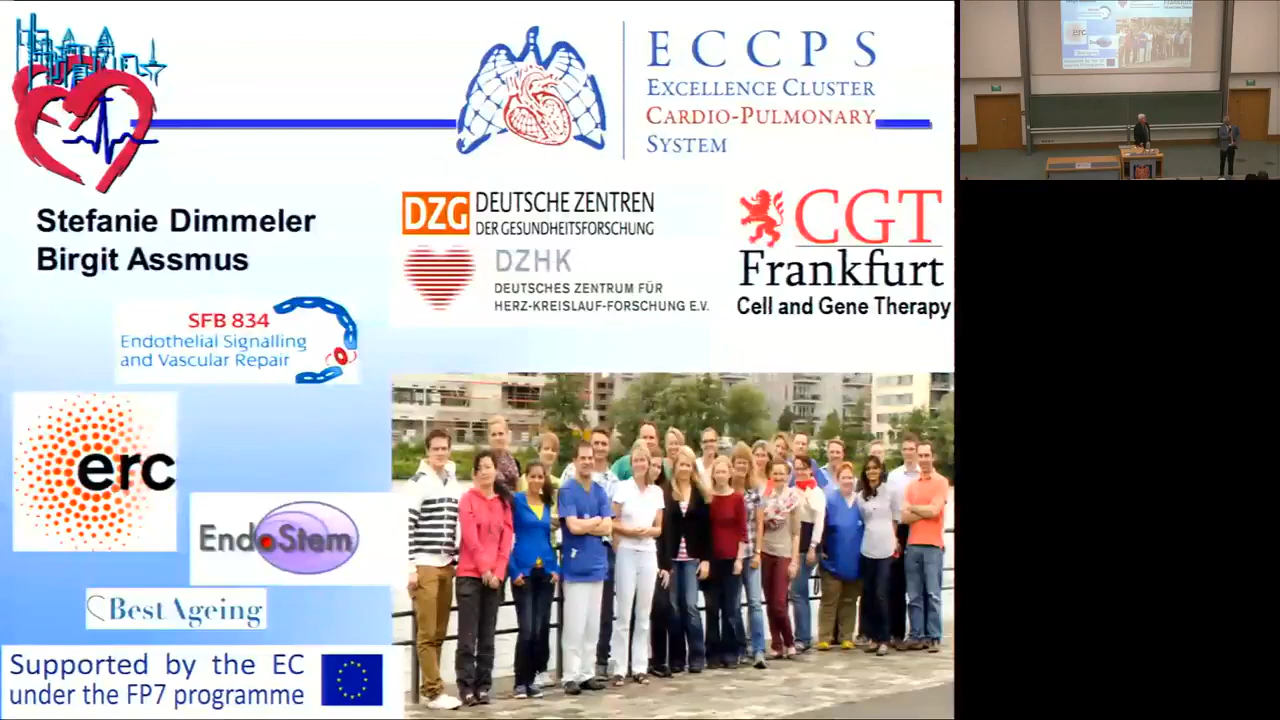 ECCPS
EXCELLENCE CLUSTER
CARDIO-PULMONARY
SYSTEM
Stefanie Dimmeler
Birgit Assmus
DZG DEUTSCHE ZENTREN
DER GESUNDHEITSFORSCHUNG
DZHK
DEUTSCHES ZENTRUM FÜR
HERZ-KREISLAUF-FORSCHUNG E.V.
CGT
Frankfurt
Cell and Gene Therapy
SFB 834
Endothelial Signalling
and Vascular Repair
erc
EndoStem
BestAgeing
Supported by the EC
under the FP7 programme